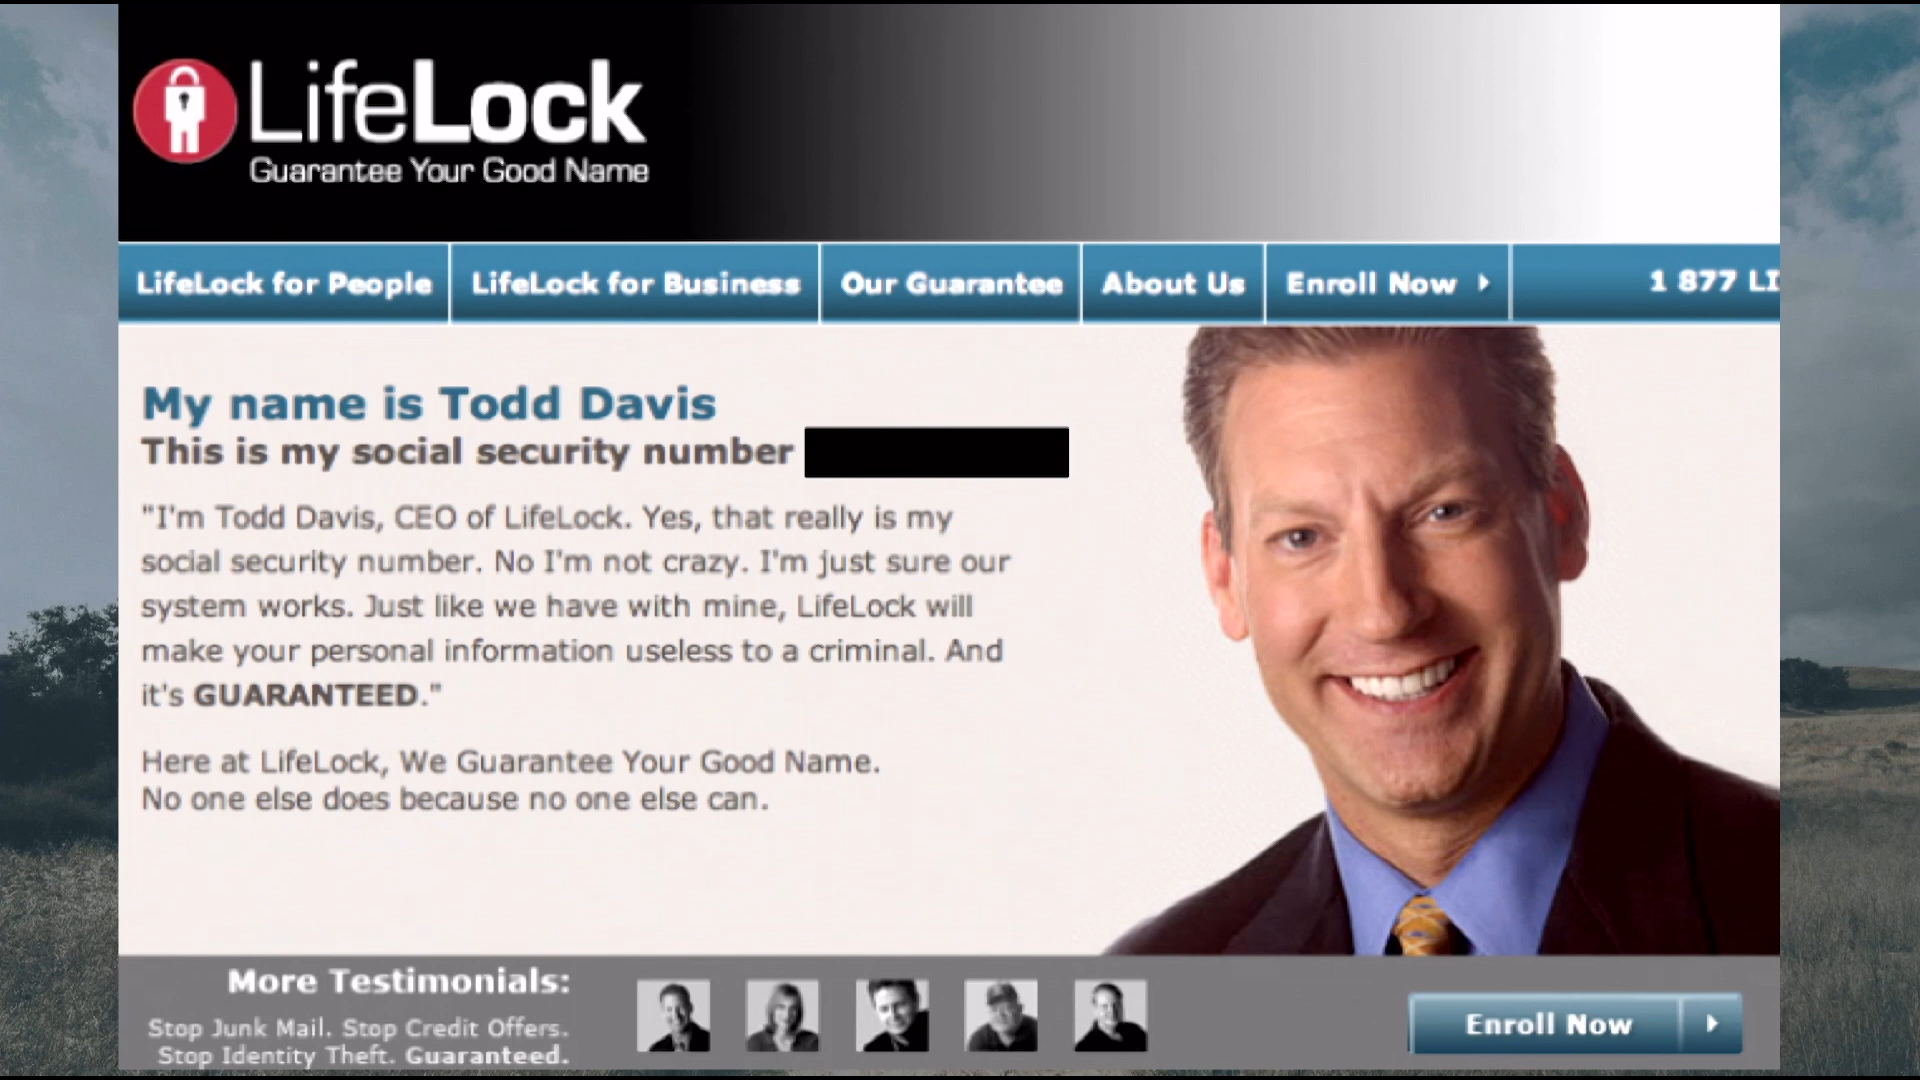 LifeLock
Guarantee Your Good Name
LifeLock for People
LifeLock for Business
Our Guarantee
About Us
Enroll Now
1 877 LI
My name is Todd Davis
This is my social security number
"I'm Todd Davis, CEO of LifeLock. Yes, that really is my
social security number. No I'm not crazy. I'm just sure our
system works. Just like we have with mine, LifeLock will
make your personal information useless to a criminal. And
it's GUARANTEED."
Here at LifeLock, We Guarantee Your Good Name.
No one else does because no one else can.
More Testimonials:
Stop Junk Mail. Stop Credit Offers.
Stop Identity Theft. Guaranteed.
Enroll Now